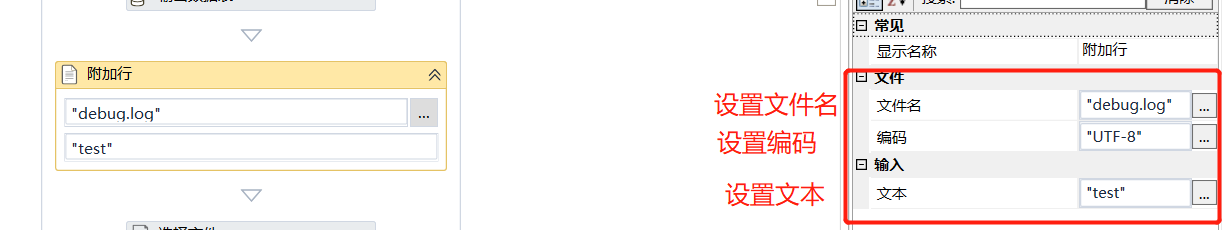 附加行
"debug.log"
...
"test"
设置文件名
设置编码
设置文本
搜索:
清除
常见
显示名称 附加行
文件
文件名 "debug.log" ...
编码 "UTF-8" ...
输入
文本 "test" ...